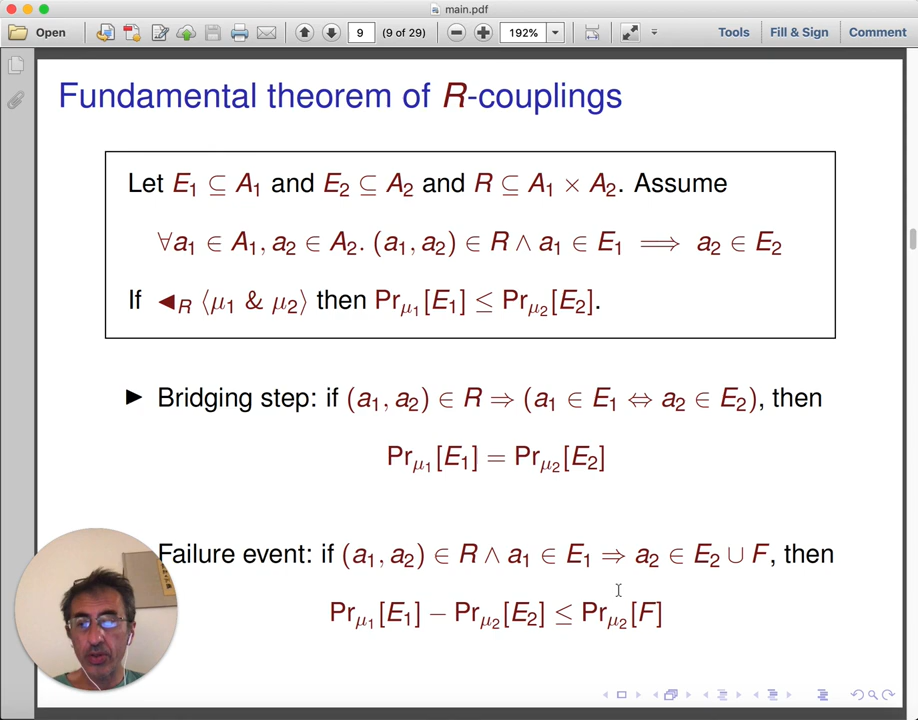 main.pdf
Open 9 (9 of 29) 192% Tools Fill & Sign Comment
Fundamental theorem of R-couplings
Let E₁ ⊆ A₁ and E₂ ⊆ A₂ and R ⊆ A₁ × A₂. Assume
∀a₁ ∈ A₁, a₂ ∈ A₂. (a₁, a₂) ∈ R ∧ a₁ ∈ E₁ ⟹ a₂ ∈ E₂
If ◀_R ⟨μ₁ & μ₂⟩ then Pr_μ₁[E₁] ≤ Pr_μ₂[E₂].
▶ Bridging step: if (a₁, a₂) ∈ R ⇒ (a₁ ∈ E₁ ⇔ a₂ ∈ E₂), then
Pr_μ₁[E₁] = Pr_μ₂[E₂]
Failure event: if (a₁, a₂) ∈ R ∧ a₁ ∈ E₁ ⇒ a₂ ∈ E₂ ∪ F, then
Pr_μ₁[E₁] − Pr_μ₂[E₂] ≤ Pr_μ₂[F]